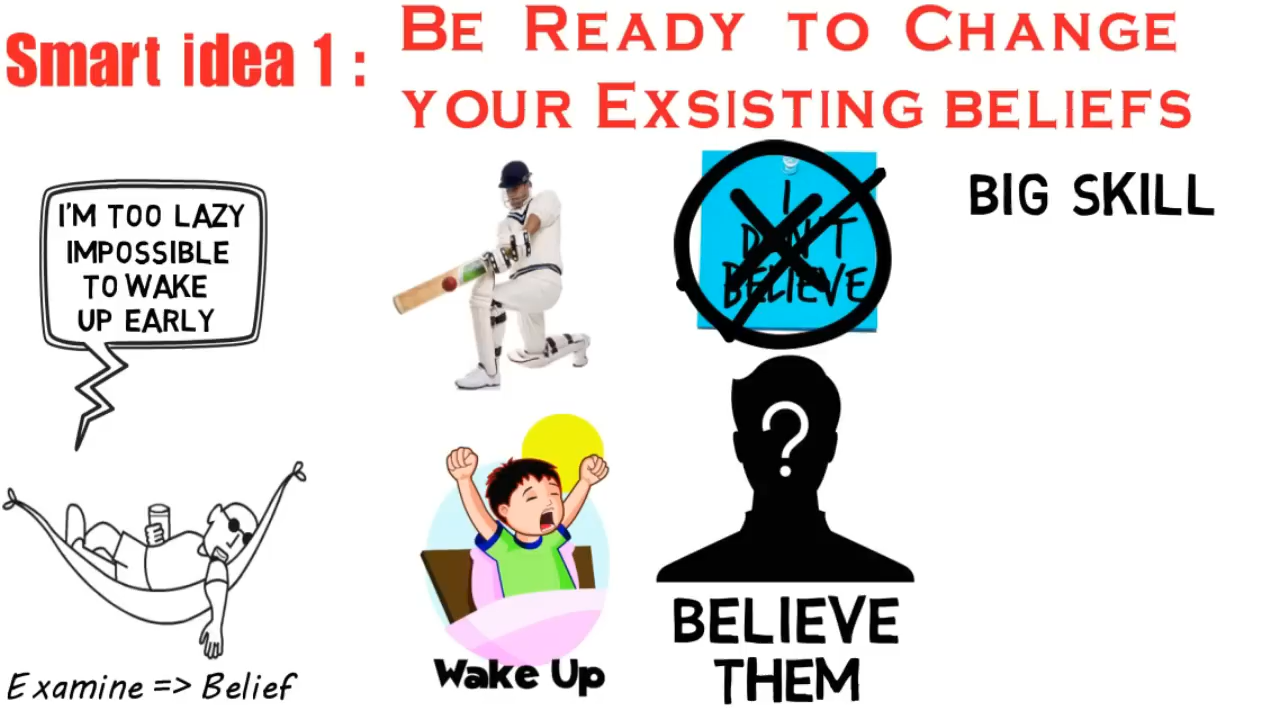 Smart idea 1 :
BE READY TO CHANGE
YOUR EXSISTING BELIEFS
I'M TOO LAZY
IMPOSSIBLE
TO WAKE
UP EARLY
Examine => Belief
Wake Up
I
DON'T
BELIEVE
?
BELIEVE
THEM
BIG SKILL